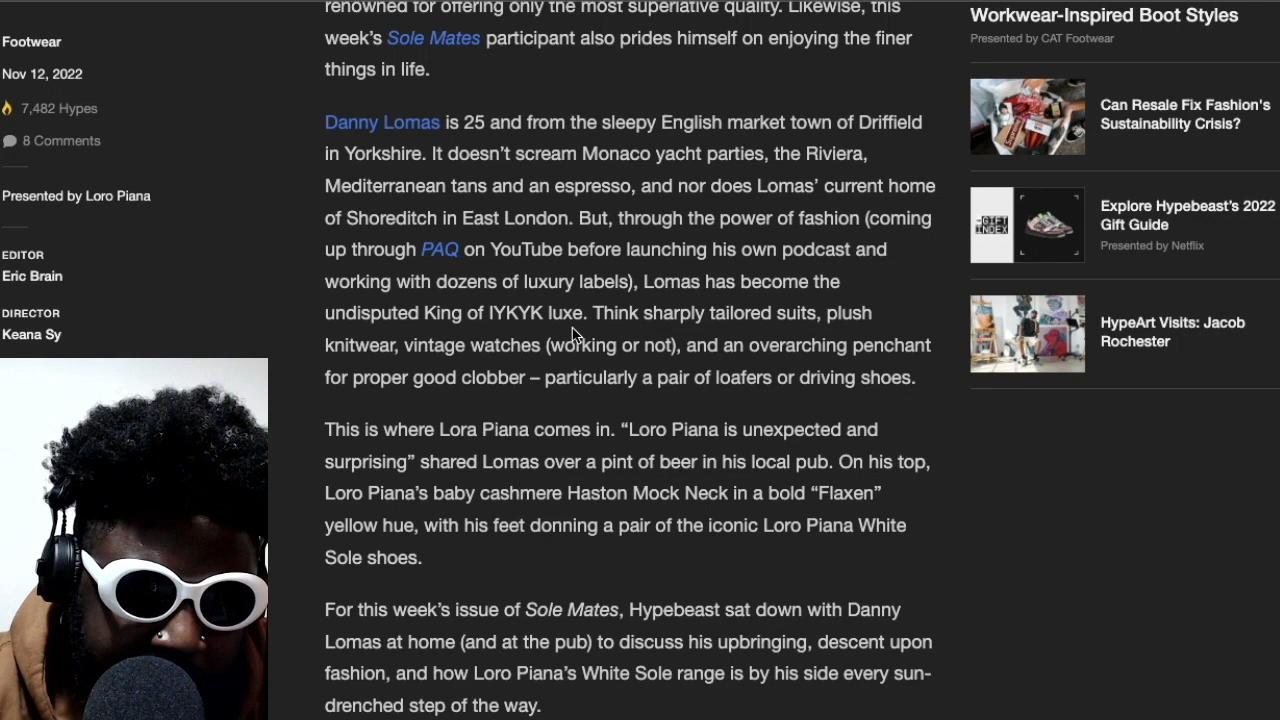 Footwear
Nov 12, 2022
7,482 Hypes
8 Comments
Presented by Loro Piana
EDITOR
Eric Brain
DIRECTOR
Keana Sy
renowned for offering only the most superlative quality. Likewise, this
week’s Sole Mates participant also prides himself on enjoying the finer
things in life.
Danny Lomas is 25 and from the sleepy English market town of Driffield
in Yorkshire. It doesn’t scream Monaco yacht parties, the Riviera,
Mediterranean tans and an espresso, and nor does Lomas’ current home
of Shoreditch in East London. But, through the power of fashion (coming
up through PAQ on YouTube before launching his own podcast and
working with dozens of luxury labels), Lomas has become the
undisputed King of IYKYK luxe. Think sharply tailored suits, plush
knitwear, vintage watches (working or not), and an overarching penchant
for proper good clobber – particularly a pair of loafers or driving shoes.
This is where Lora Piana comes in. “Loro Piana is unexpected and
surprising” shared Lomas over a pint of beer in his local pub. On his top,
Loro Piana’s baby cashmere Haston Mock Neck in a bold “Flaxen”
yellow hue, with his feet donning a pair of the iconic Loro Piana White
Sole shoes.
For this week’s issue of Sole Mates, Hypebeast sat down with Danny
Lomas at home (and at the pub) to discuss his upbringing, descent upon
fashion, and how Loro Piana’s White Sole range is by his side every sun-
drenched step of the way.
Workwear-Inspired Boot Styles
Presented by CAT Footwear
Can Resale Fix Fashion's
Sustainability Crisis?
GIFT
INDEX
Explore Hypebeast’s 2022
Gift Guide
Presented by Netflix
HypeArt Visits: Jacob
Rochester